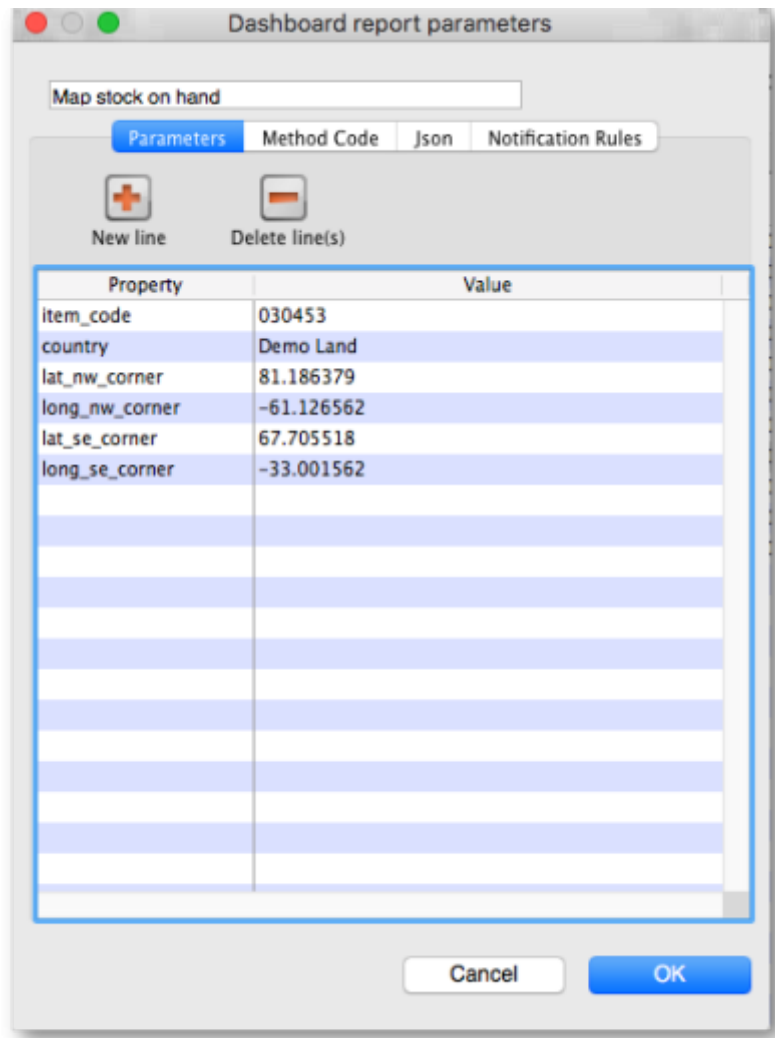 Dashboard report parameters
Map stock on hand
Parameters Method Code Json Notification Rules
New line Delete line(s)
Property Value
item_code 030453
country Demo Land
lat_nw_corner 81.186379
long_nw_corner -61.126562
lat_se_corner 67.705518
long_se_corner -33.001562
Cancel OK